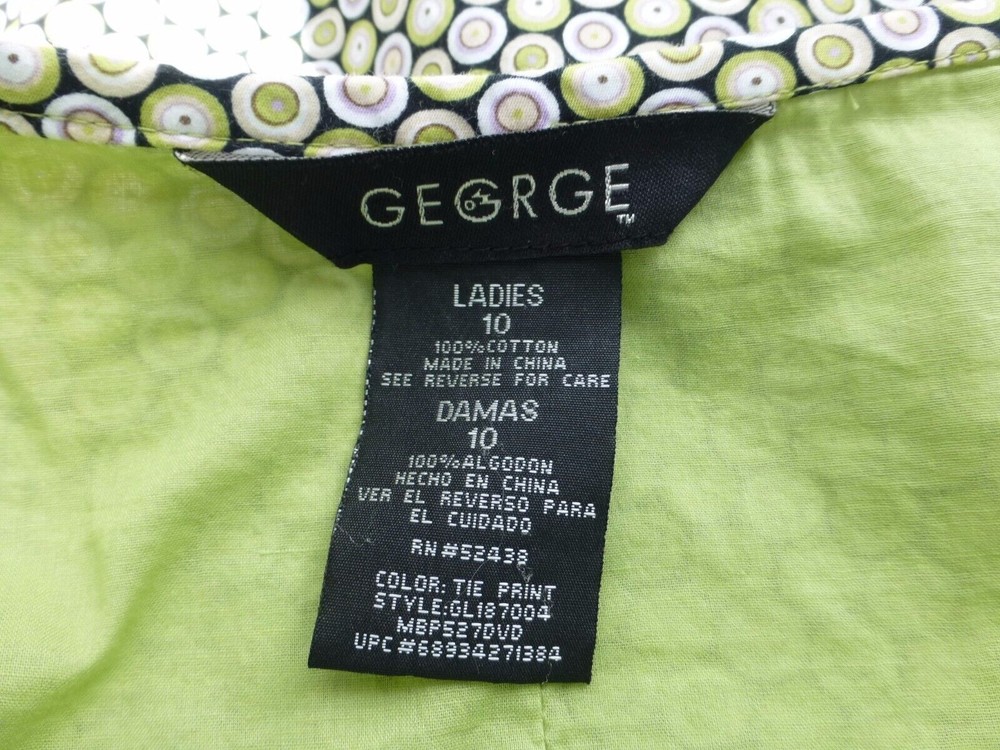 GEORGE™
LADIES
10
100% COTTON
MADE IN CHINA
SEE REVERSE FOR CARE
DAMAS
10
100% ALGODON
HECHO EN CHINA
VER EL REVERSO PARA
EL CUIDADO
RN #52438
COLOR: TIE PRINT
STYLE:GL187004
MBP527DVD
UPC #68934271384